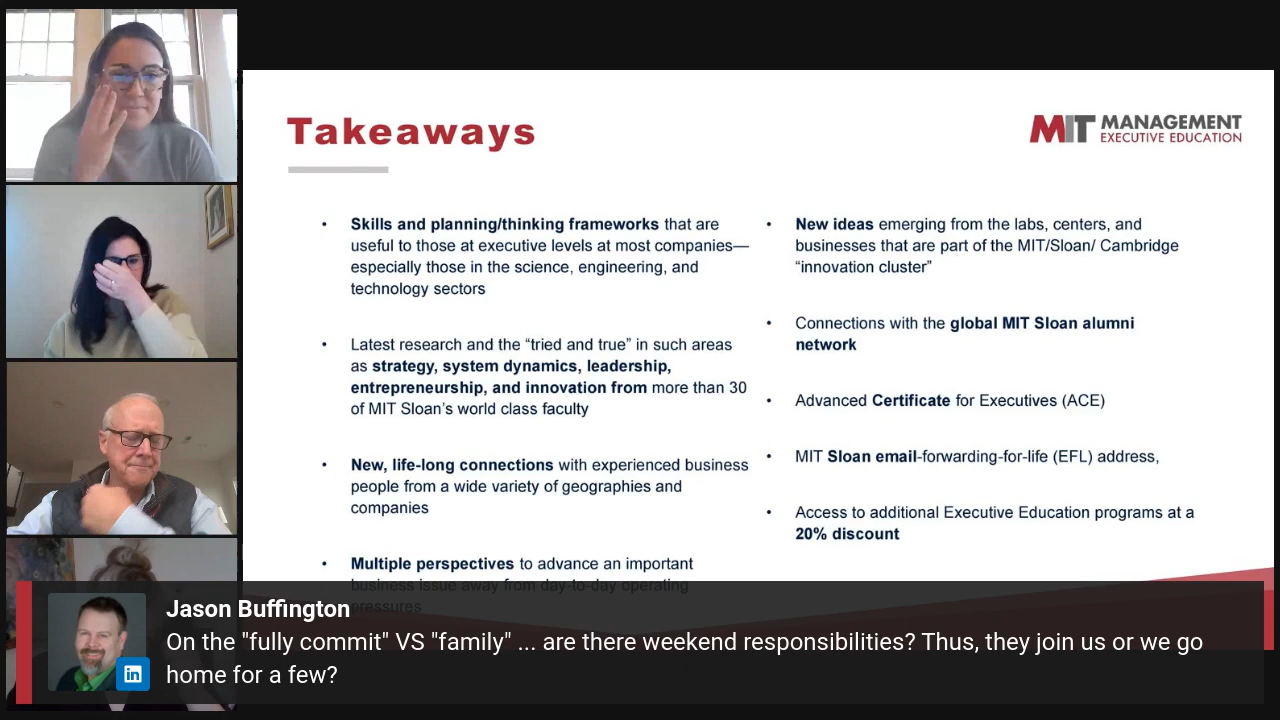 Takeaways
MIT MANAGEMENT
EXECUTIVE EDUCATION
• Skills and planning/thinking frameworks that are
useful to those at executive levels at most companies—
especially those in the science, engineering, and
technology sectors
• Latest research and the “tried and true” in such areas
as strategy, system dynamics, leadership,
entrepreneurship, and innovation from more than 30
of MIT Sloan’s world class faculty
• New, life-long connections with experienced business
people from a wide variety of geographies and
companies
• Multiple perspectives to advance an important
business issue away from day-to-day operating
pressures
• New ideas emerging from the labs, centers, and
businesses that are part of the MIT/Sloan/ Cambridge
“innovation cluster”
• Connections with the global MIT Sloan alumni
network
• Advanced Certificate for Executives (ACE)
• MIT Sloan email-forwarding-for-life (EFL) address,
• Access to additional Executive Education programs at a
20% discount
Jason Buffington
On the "fully commit" VS "family" ... are there weekend responsibilities? Thus, they join us or we go
home for a few?
in